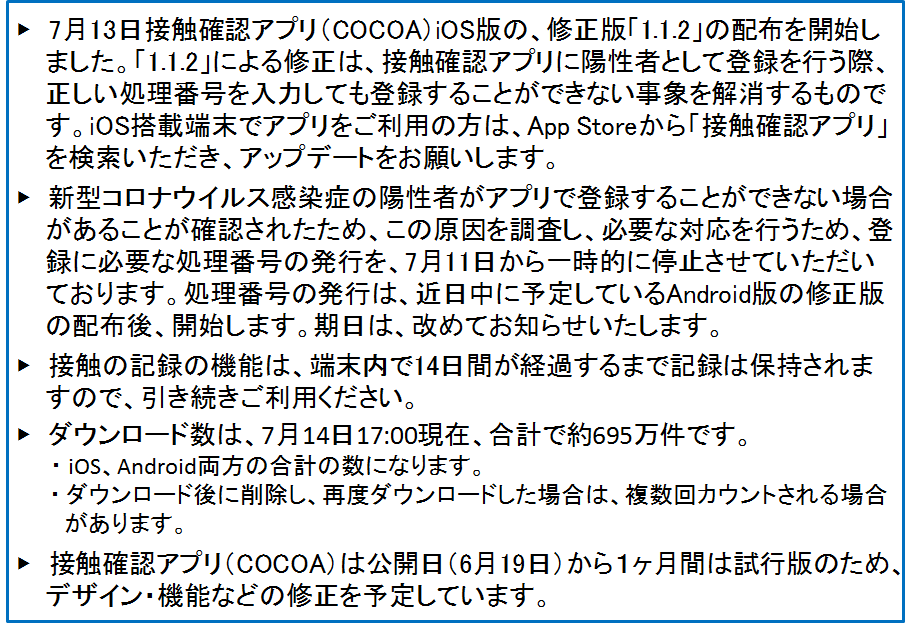 ▶ 7月13日接触確認アプリ（COCOA）iOS版の、修正版「1.1.2」の配布を開始し
ました。「1.1.2」による修正は、接触確認アプリに陽性者として登録を行う際、
正しい処理番号を入力しても登録することができない事象を解消するもので
す。iOS搭載端末でアプリをご利用の方は、App Storeから「接触確認アプリ」
を検索いただき、アップデートをお願いします。
▶ 新型コロナウイルス感染症の陽性者がアプリで登録することができない場合
があることが確認されたため、この原因を調査し、必要な対応を行うため、登
録に必要な処理番号の発行を、7月11日から一時的に停止させていただい
ております。処理番号の発行は、近日中に予定しているAndroid版の修正版
の配布後、開始します。期日は、改めてお知らせいたします。
▶ 接触の記録の機能は、端末内で14日間が経過するまで記録は保持されま
すので、引き続きご利用ください。
▶ ダウンロード数は、7月14日17:00現在、合計で約695万件です。
・iOS、Android両方の合計の数になります。
・ダウンロード後に削除し、再度ダウンロードした場合は、複数回カウントされる場合
があります。
▶ 接触確認アプリ（COCOA）は公開日（6月19日）から１ヶ月間は試行版のため、
デザイン・機能などの修正を予定しています。